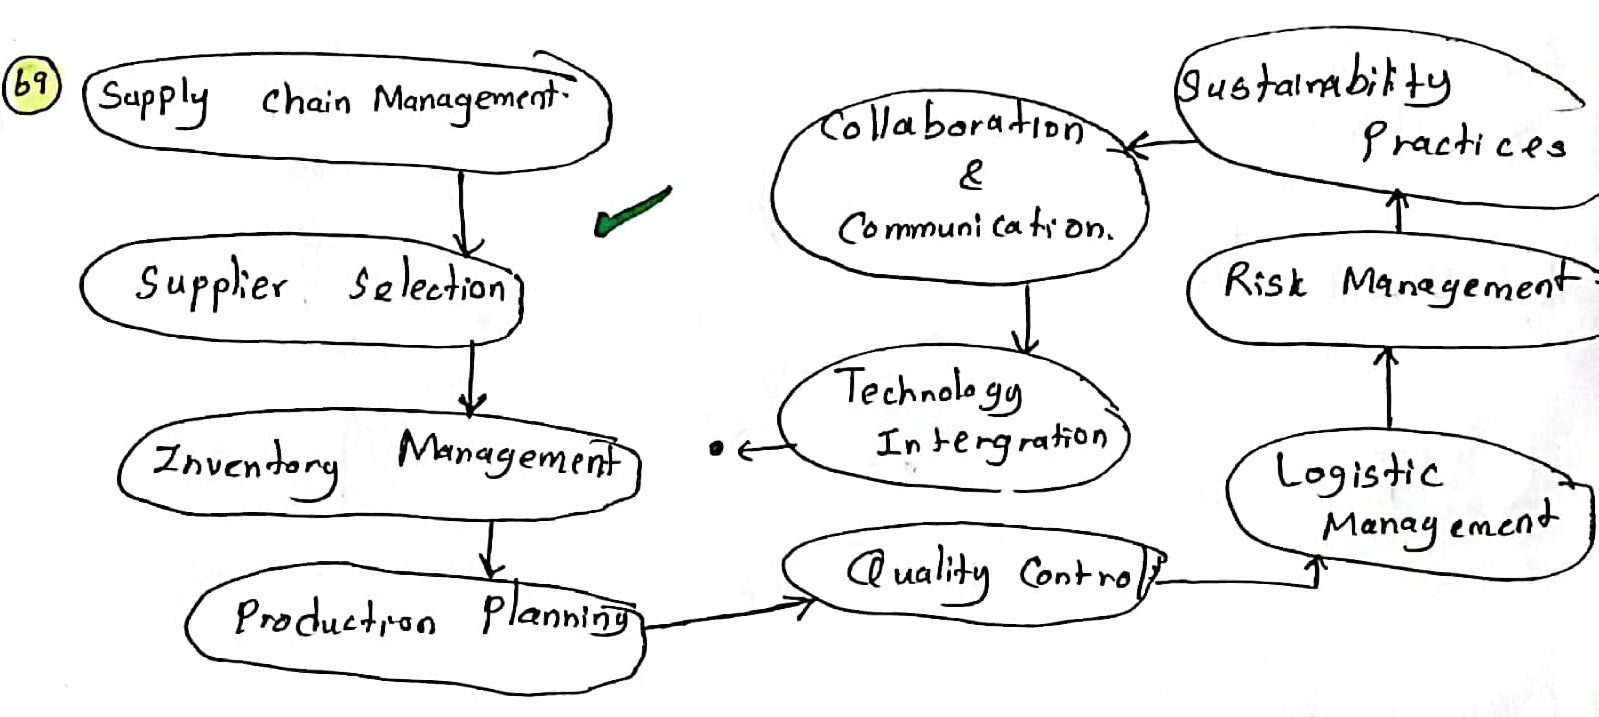 69
Supply Chain Management.
Supplier Selection
Inventory Management
Production Planning
Quality Control
Logistic
Management
Risk Management
Sustainability
Practices
Collaboration
&
Communication.
Technology
Intergration